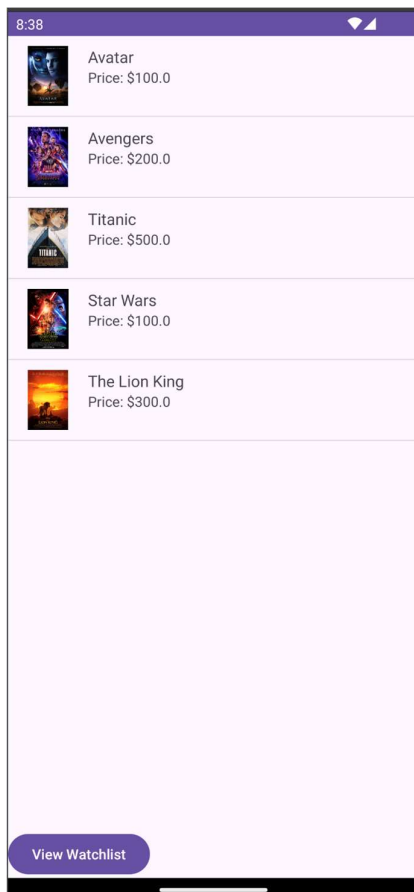 8:38
Avatar
Price: $100.0
Avengers
Price: $200.0
TITANIC
Titanic
Price: $500.0
Star Wars
Price: $100.0
The Lion King
Price: $300.0
View Watchlist